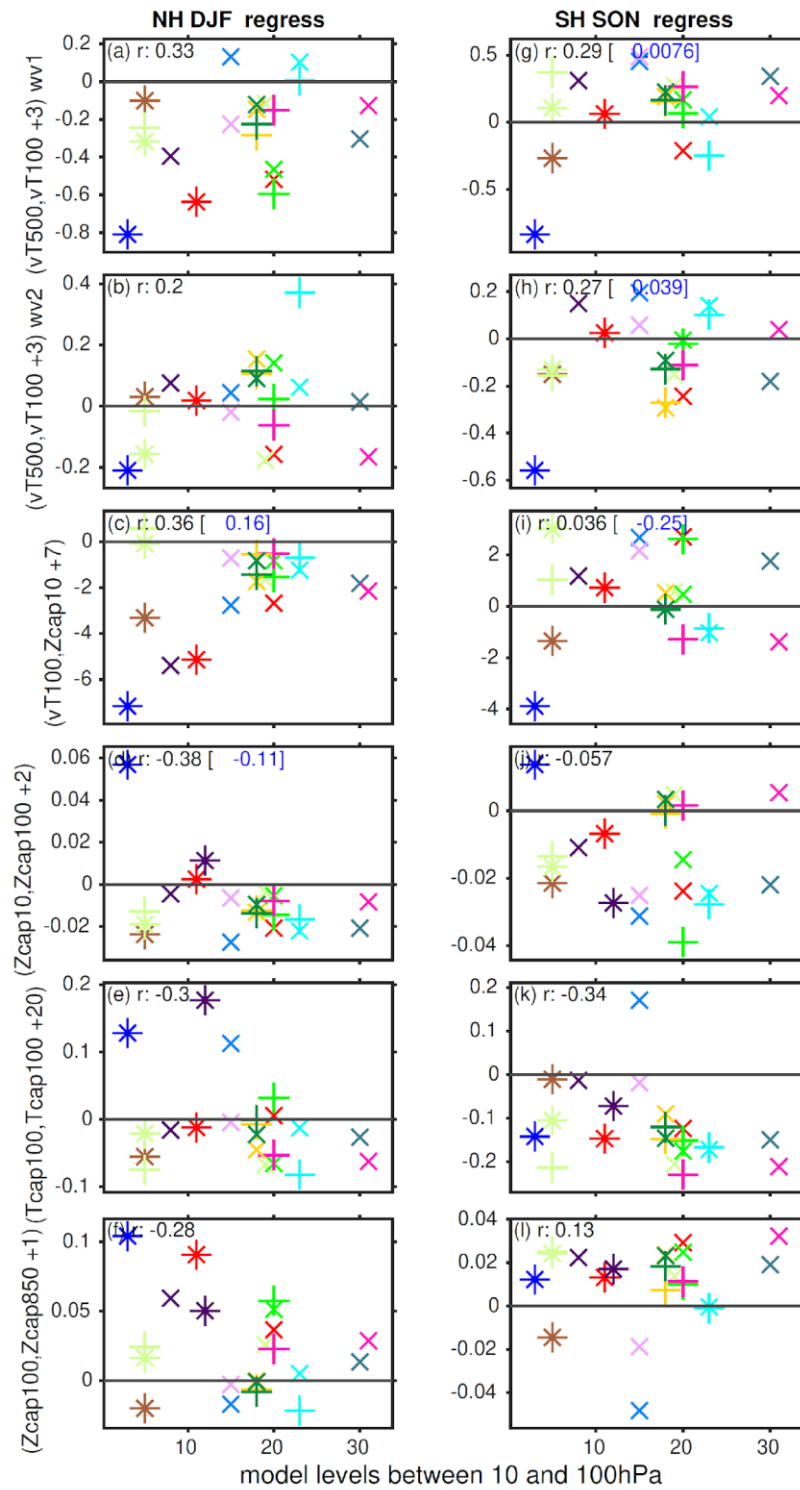 NH DJF regress
SH SON regress
(vT500,vT100 +3) wv1
(a) r: 0.33
0.2
0
-0.2
-0.4
-0.6
-0.8
(g) r: 0.29 [ 0.0076]
0.5
0
-0.5
(vT500,vT100 +3) wv2
(b) r: 0.2
0.4
0.2
0
-0.2
(h) r: 0.27 [ 0.039]
0.2
0
-0.2
-0.4
-0.6
(vT100,Zcap10 +7)
(c) r: 0.36 [ 0.16]
0
-2
-4
-6
(i) r: 0.036 [ -0.25]
2
0
-2
-4
(Zcap10,Zcap100 +2)
(d) r: -0.38 [ -0.11]
0.06
0.04
0.02
0
-0.02
(j) r: -0.057
0
-0.02
-0.04
(Tcap100,Tcap100 +20)
(e) r: -0.3
0.2
0.1
0
-0.1
(k) r: -0.34
0.2
0.1
0
-0.1
-0.2
(Zcap100,Zcap850 +1)
(f) r: -0.28
0.1
0.05
0
(l) r: 0.13
0.04
0.02
0
-0.02
-0.04
10 20 30
10 20 30
model levels between 10 and 100hPa